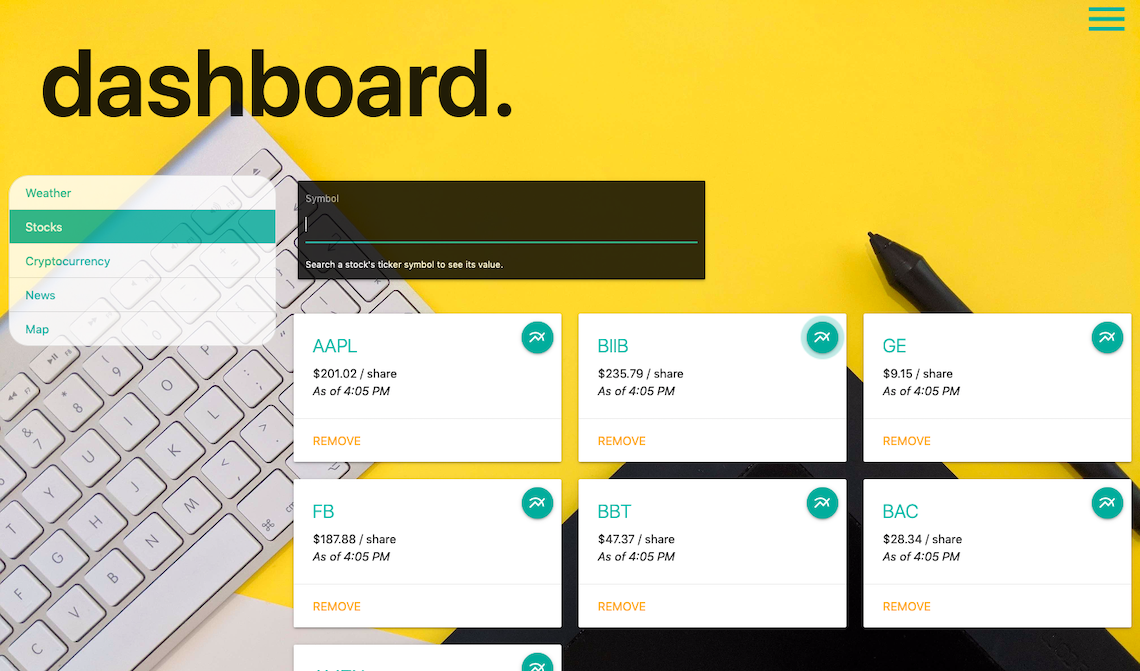 dashboard.
Weather
Stocks
Cryptocurrency
News
Map
Symbol
Search a stock's ticker symbol to see its value.
AAPL
$201.02 / share
As of 4:05 PM
REMOVE
BIIB
$235.79 / share
As of 4:05 PM
REMOVE
GE
$9.15 / share
As of 4:05 PM
REMOVE
FB
$187.88 / share
As of 4:05 PM
REMOVE
BBT
$47.37 / share
As of 4:05 PM
REMOVE
BAC
$28.34 / share
As of 4:05 PM
REMOVE